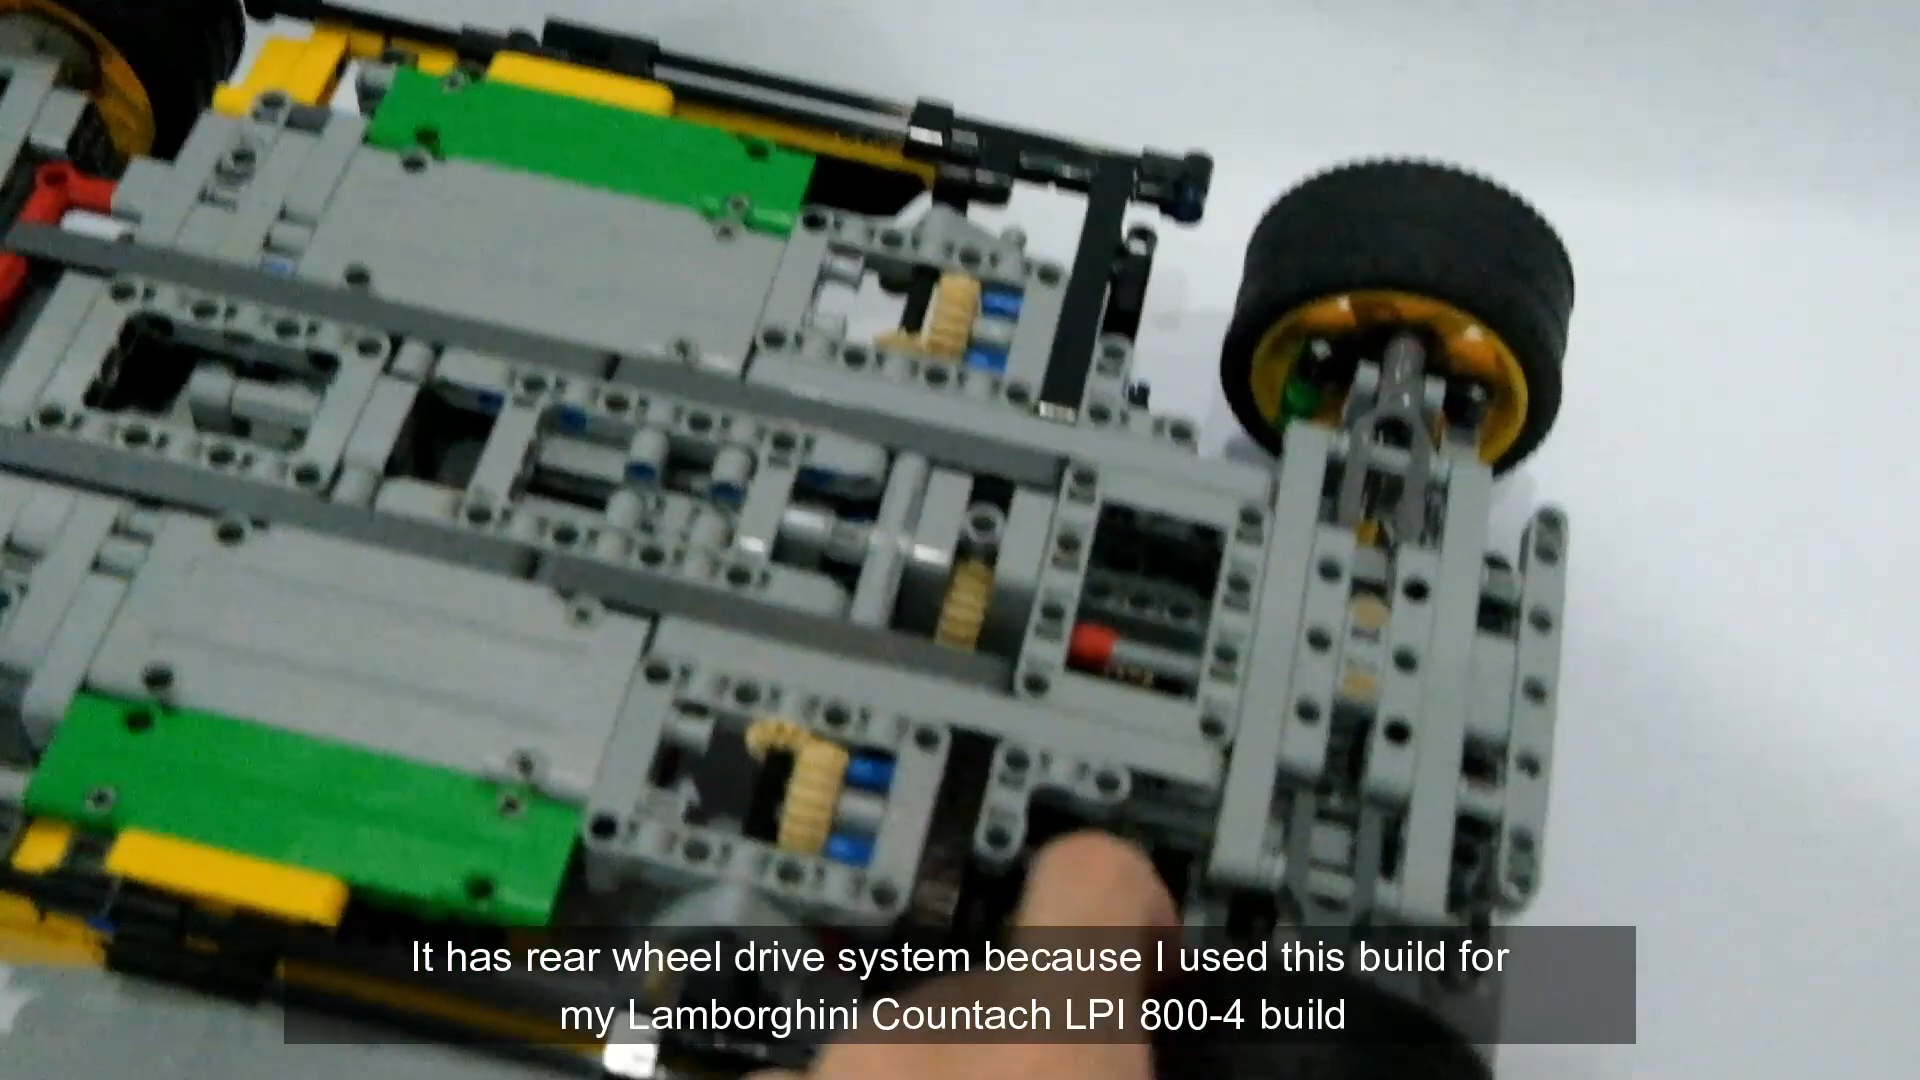 It has rear wheel drive system because I used this build for
my Lamborghini Countach LPI 800-4 build